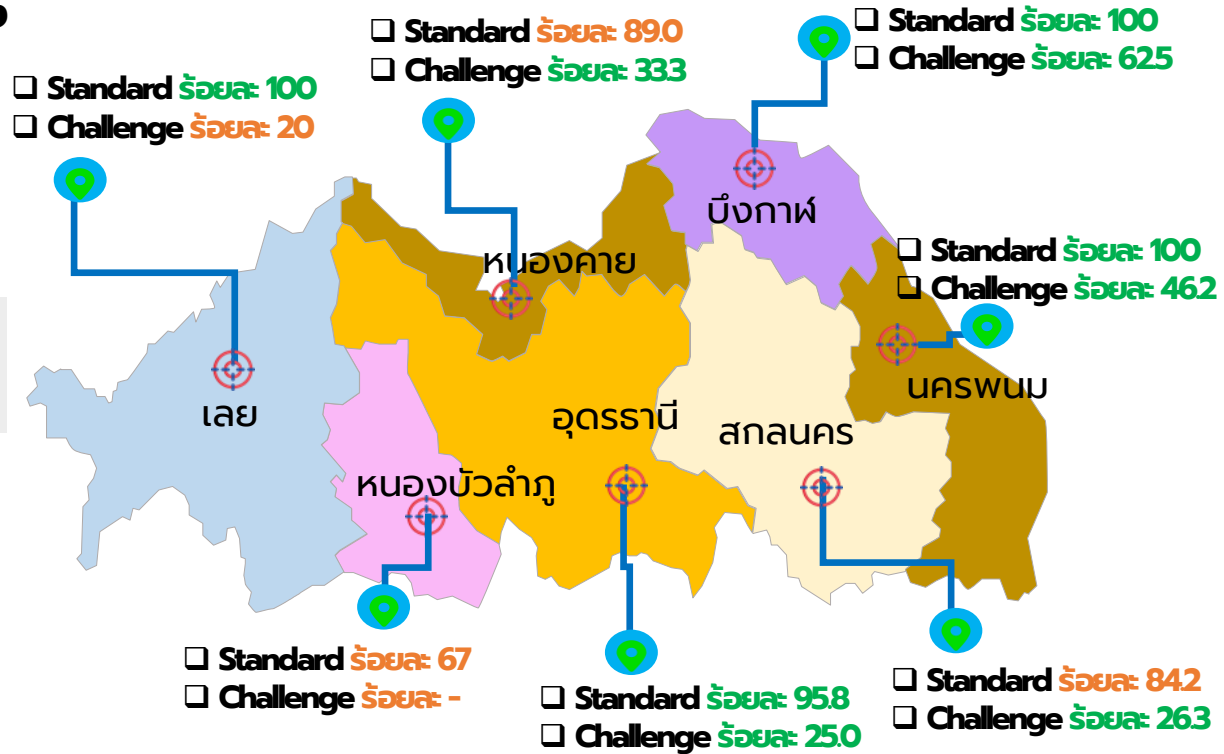 ❑ Standard ร้อยละ 89.0
❑ Challenge ร้อยละ 33.3
❑ Standard ร้อยละ 100
❑ Challenge ร้อยละ 62.5
❑ Standard ร้อยละ 100
❑ Challenge ร้อยละ 20
บึงกาฬ
หนองคาย
❑ Standard ร้อยละ 100
❑ Challenge ร้อยละ 46.2
นครพนม
เลย
อุดรธานี
สกลนคร
หนองบัวลำภู
❑ Standard ร้อยละ 67
❑ Challenge ร้อยละ -
❑ Standard ร้อยละ 95.8
❑ Challenge ร้อยละ 25.0
❑ Standard ร้อยละ 84.2
❑ Challenge ร้อยละ 26.3